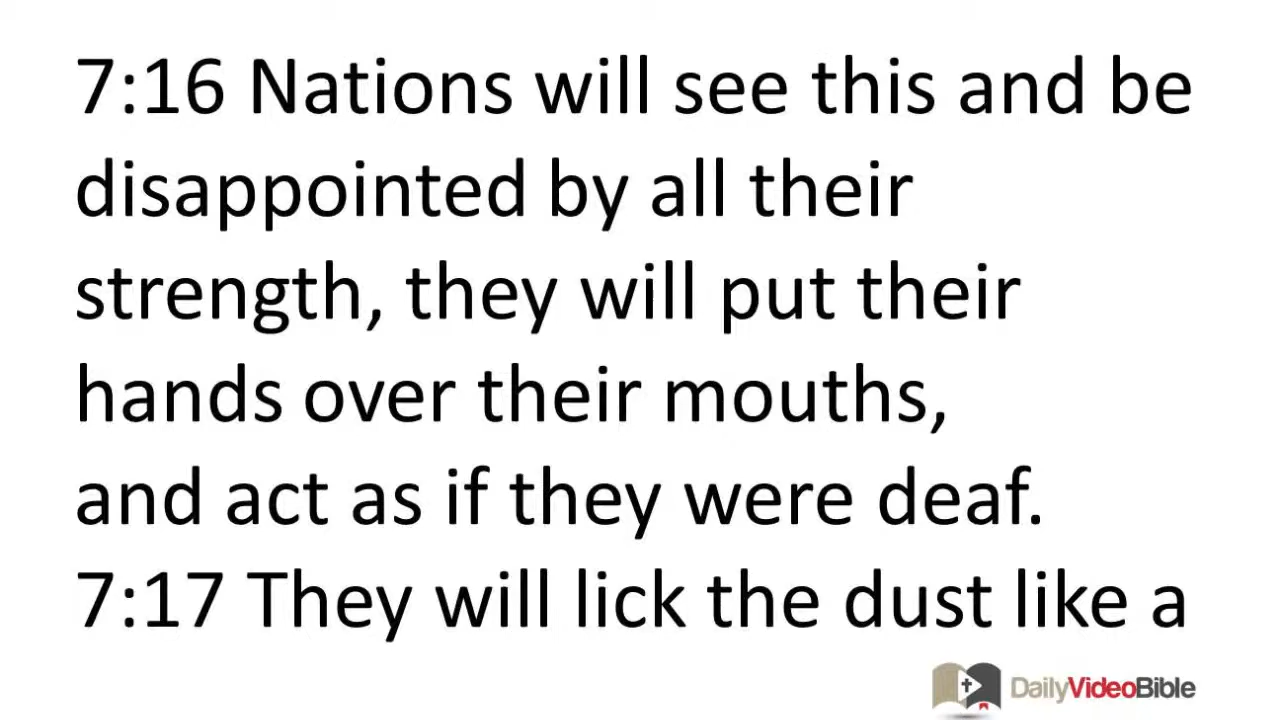 7:16 Nations will see this and be
disappointed by all their
strength, they will put their
hands over their mouths,
and act as if they were deaf.
7:17 They will lick the dust like a
DailyVideoBible